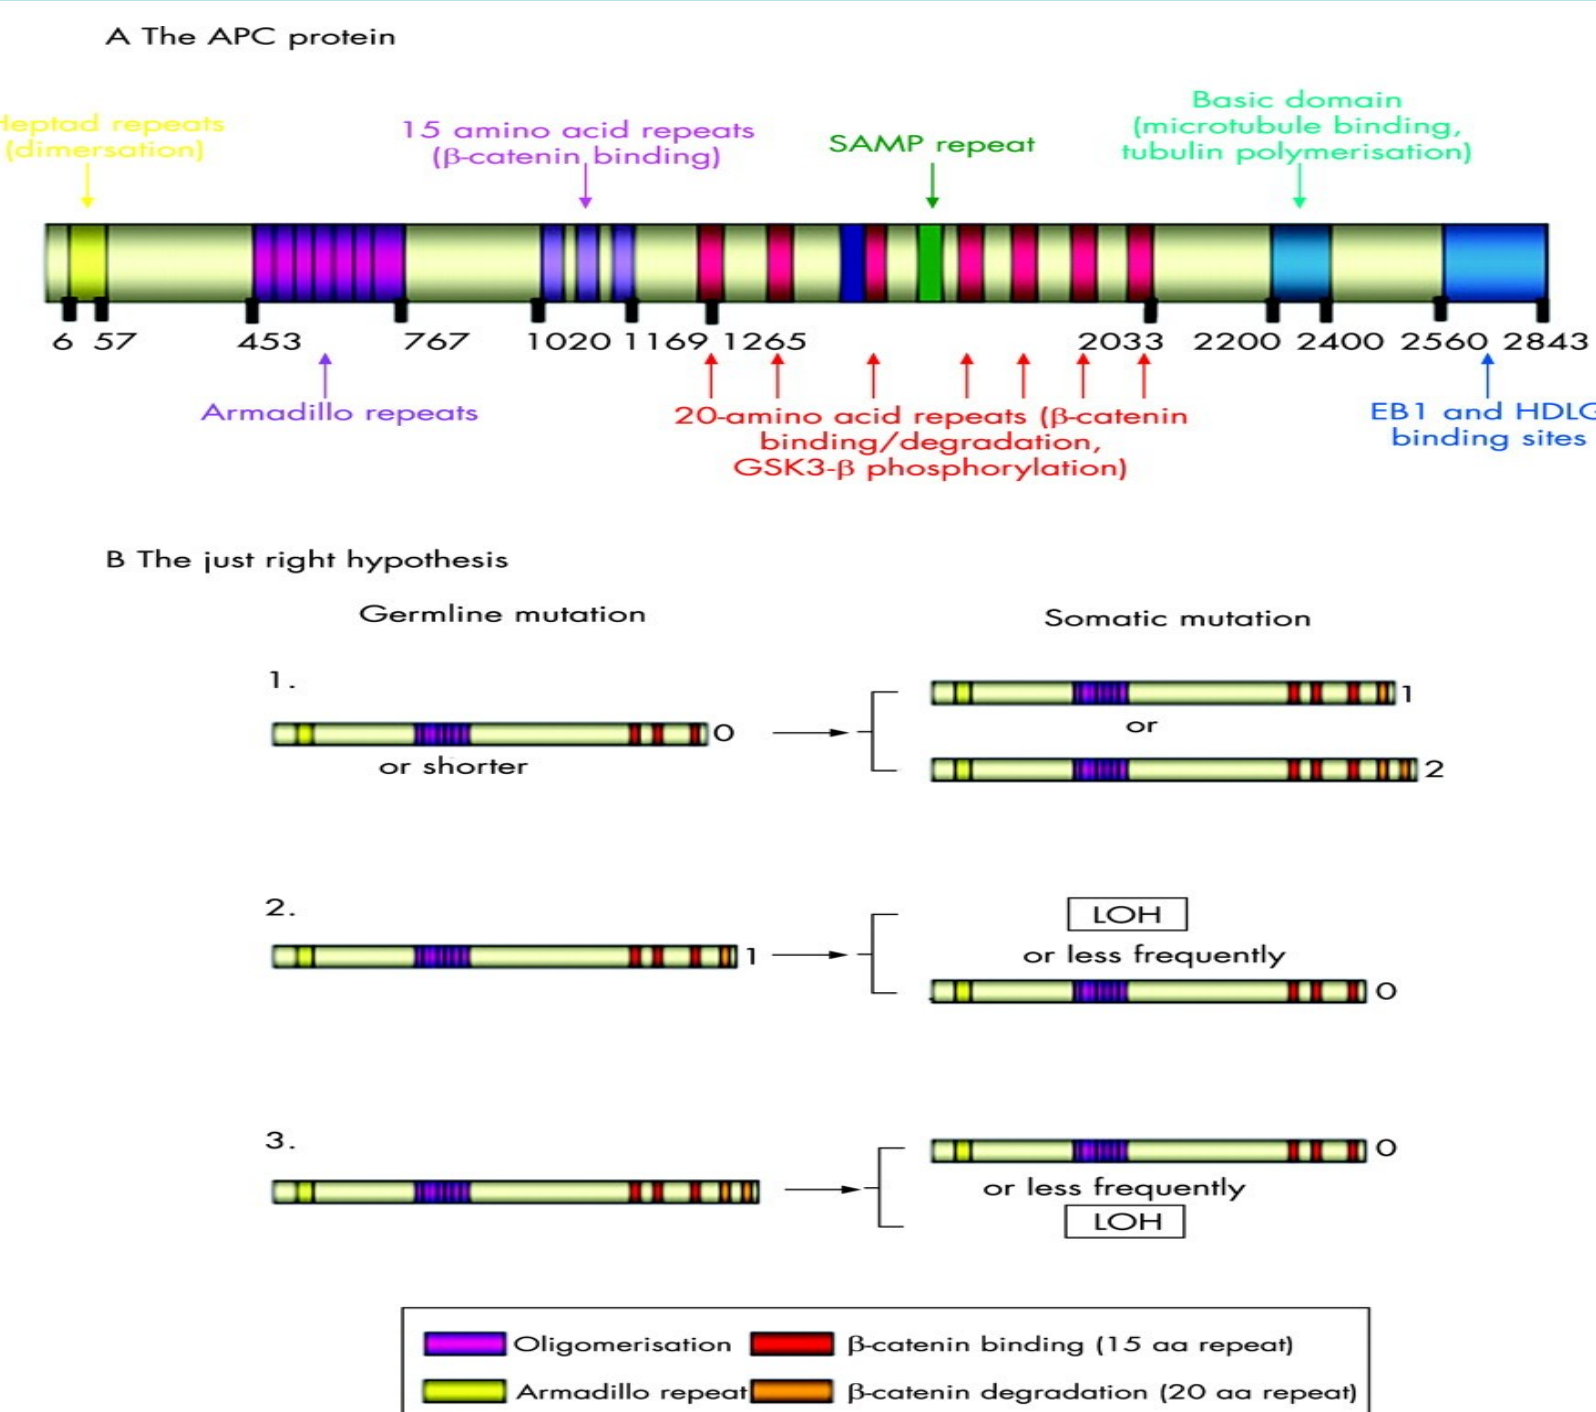 A The APC protein
Heptad repeats
(dimersation)
15 amino acid repeats
(β-catenin binding)
SAMP repeat
Basic domain
(microtubule binding,
tubulin polymerisation)
6 57 453 767 1020 1169 1265 2033 2200 2400 2560 2843
Armadillo repeats
20-amino acid repeats (β-catenin
binding/degradation,
GSK3-β phosphorylation)
EB1 and HDLG
binding sites
B The just right hypothesis
Germline mutation
Somatic mutation
1.
0
or shorter
1
or
2
2.
1
LOH
or less frequently
0
3.
0
or less frequently
LOH
Oligomerisation
β-catenin binding (15 aa repeat)
Armadillo repeat
β-catenin degradation (20 aa repeat)